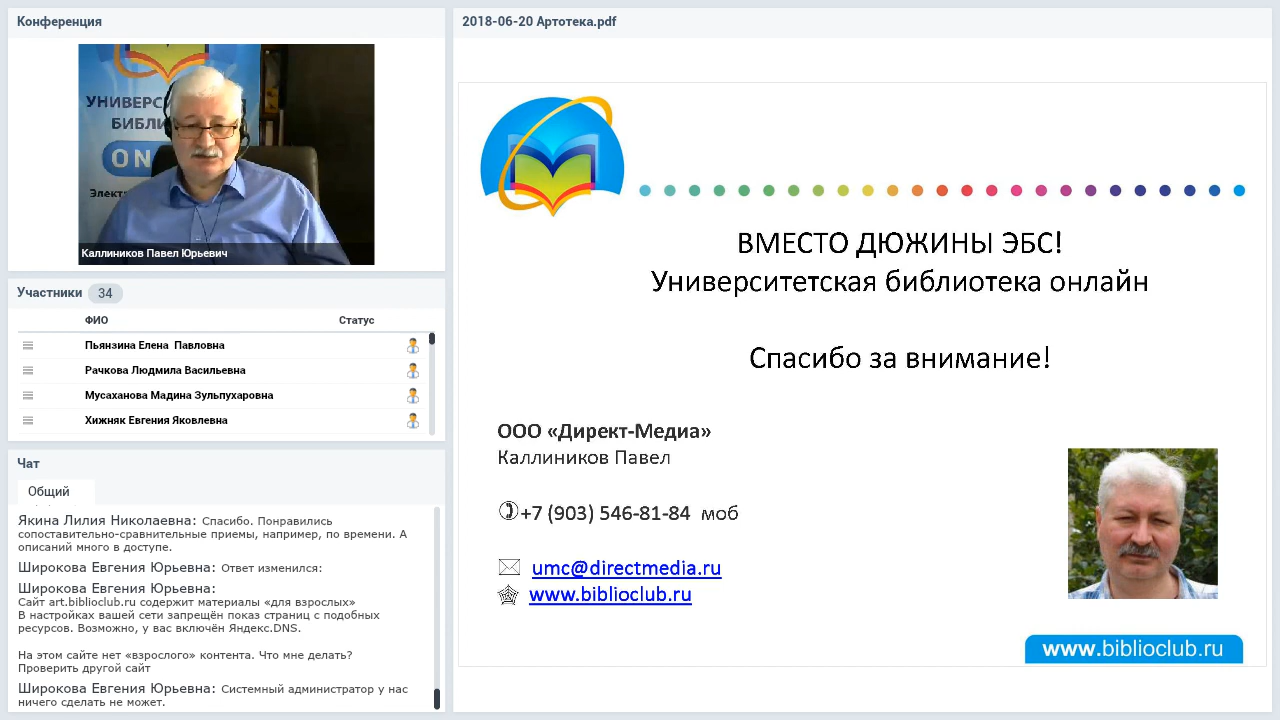 Конференция
УНИВЕРС
БИБЛИ
ON
Элект
Каллиников Павел Юрьевич
Участники 34
ФИО Статус
Пьянзина Елена Павловна
Рачкова Людмила Васильевна
Мусаханова Мадина Зульпухаровна
Хижняк Евгения Яковлевна
Чат
Общий
Якина Лилия Николаевна: Спасибо. Понравились
сопоставительно-сравнительные приемы, например, по времени. А
описаний много в доступе.
Широкова Евгения Юрьевна: Ответ изменился:
Широкова Евгения Юрьевна:
Сайт art.biblioclub.ru содержит материалы «для взрослых»
В настройках вашей сети запрещён показ страниц с подобных
ресурсов. Возможно, у вас включён Яндекс.DNS.
На этом сайте нет «взрослого» контента. Что мне делать?
Проверить другой сайт
Широкова Евгения Юрьевна: Системный администратор у нас
ничего сделать не может.
2018-06-20 Артотека.pdf
ВМЕСТО ДЮЖИНЫ ЭБС!
Университетская библиотека онлайн
Спасибо за внимание!
ООО «Директ-Медиа»
Каллиников Павел
+7 (903) 546-81-84 моб
umc@directmedia.ru
www.biblioclub.ru
www.biblioclub.ru